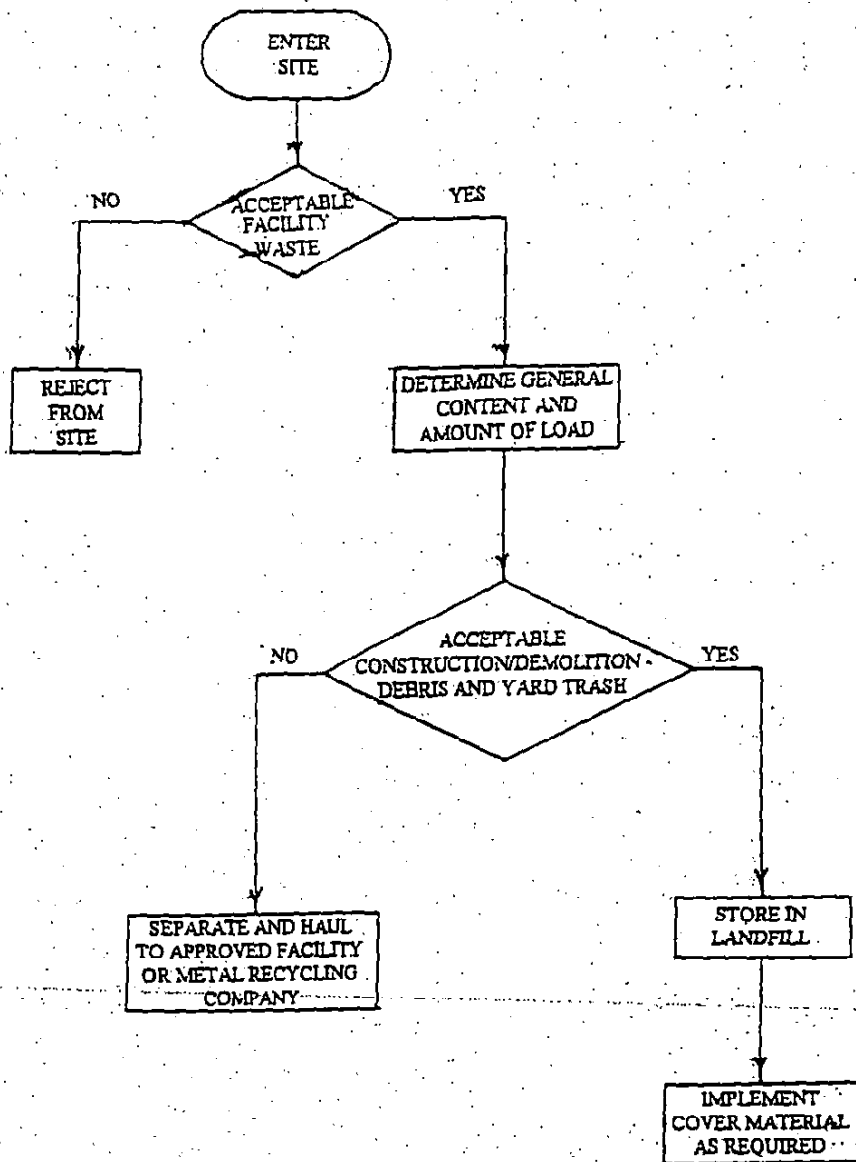 ENTER
SITE
NO
YES
ACCEPTABLE
FACILITY
WASTE
REJECT
FROM
SITE
DETERMINE GENERAL
CONTENT AND
AMOUNT OF LOAD
NO
YES
ACCEPTABLE
CONSTRUCTION/DEMOLITION
DEBRIS AND YARD TRASH
SEPARATE AND HAUL
TO APPROVED FACILITY
OR METAL RECYCLING
COMPANY
STORE IN
LANDFILL
IMPLEMENT
COVER MATERIAL
AS REQUIRED